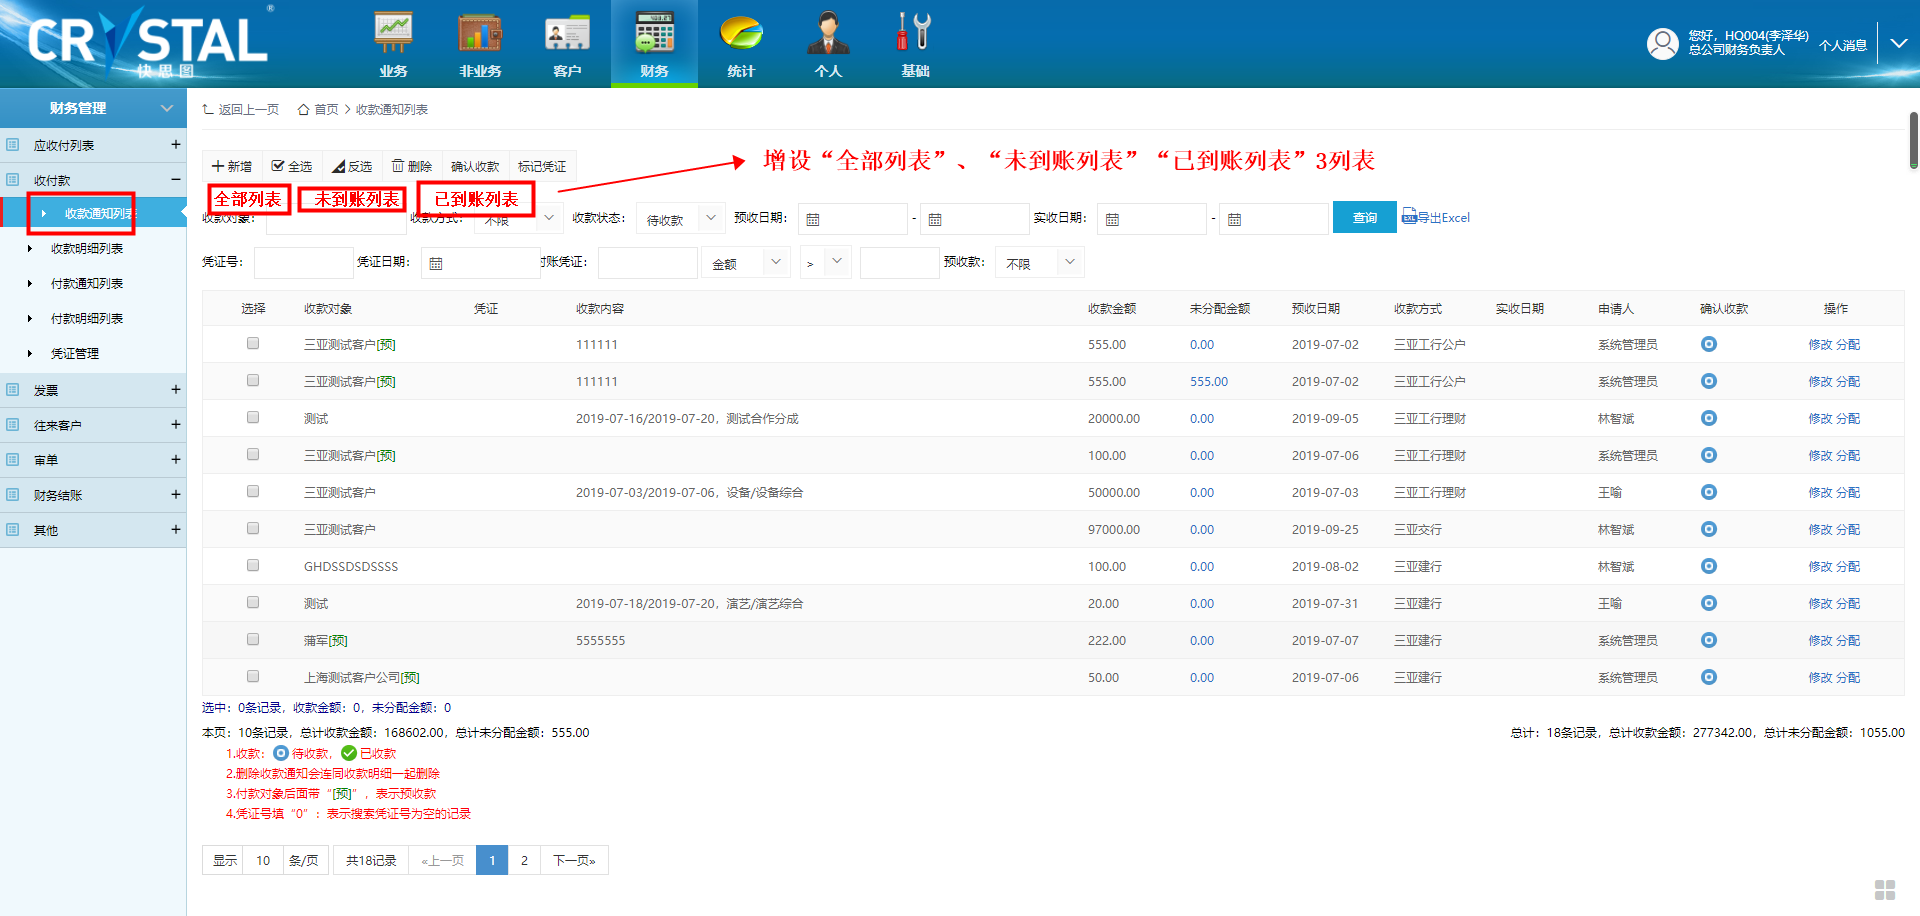 CRYSTAL ®
快思图
业务 非业务 客户 财务 统计 个人 基础
您好，HQ004(李泽华)
总公司财务负责人
个人消息
财务管理
应收付列表 +
收付款 −
收款通知列表
收款明细列表
付款通知列表
付款明细列表
凭证管理
发票 +
往来客户 +
审单 +
财务结账 +
其他 +
返回上一页 首页 > 收款通知列表
新增 全选 反选 删除 确认收款 标记凭证
增设“全部列表”、“未到账列表”“已到账列表”3列表
全部列表 未到账列表 已到账列表
收款对象： 收款方式： 不限 收款状态： 待收款 预收日期： - 实收日期： - 查询 导出Excel
凭证号： 凭证日期： 付账凭证： 金额 > 预收款： 不限
选择 收款对象 凭证 收款内容 收款金额 未分配金额 预收日期 收款方式 实收日期 申请人 确认收款 操作
三亚测试客户[预] 111111 555.00 0.00 2019-07-02 三亚工行公户 系统管理员 修改 分配
三亚测试客户[预] 111111 555.00 555.00 2019-07-02 三亚工行公户 系统管理员 修改 分配
测试 2019-07-16/2019-07-20，测试合作分成 20000.00 0.00 2019-09-05 三亚工行理财 林智斌 修改 分配
三亚测试客户[预] 100.00 0.00 2019-07-06 三亚工行理财 系统管理员 修改 分配
三亚测试客户 2019-07-03/2019-07-06，设备/设备综合 50000.00 0.00 2019-07-03 三亚工行理财 王喻 修改 分配
三亚测试客户 97000.00 0.00 2019-09-25 三亚交行 林智斌 修改 分配
GHDSSDSDSSSS 100.00 0.00 2019-08-02 三亚建行 林智斌 修改 分配
测试 2019-07-18/2019-07-20，演艺/演艺综合 20.00 0.00 2019-07-31 三亚建行 王喻 修改 分配
蒲军[预] 5555555 222.00 0.00 2019-07-07 三亚建行 系统管理员 修改 分配
上海测试客户公司[预] 50.00 0.00 2019-07-06 三亚建行 系统管理员 修改 分配
选中：0条记录，收款金额：0，未分配金额：0
本页：10条记录，总计收款金额：168602.00，总计未分配金额：555.00
总计：18条记录，总计收款金额：277342.00，总计未分配金额：1055.00
1.收款： 待收款， 已收款
2.删除收款通知会连同收款明细一起删除
3.付款对象后面带“[预]”，表示预收款
4.凭证号填“0”：表示搜索凭证号为空的记录
显示 10 条/页 共18记录 «上一页 1 2 下一页»